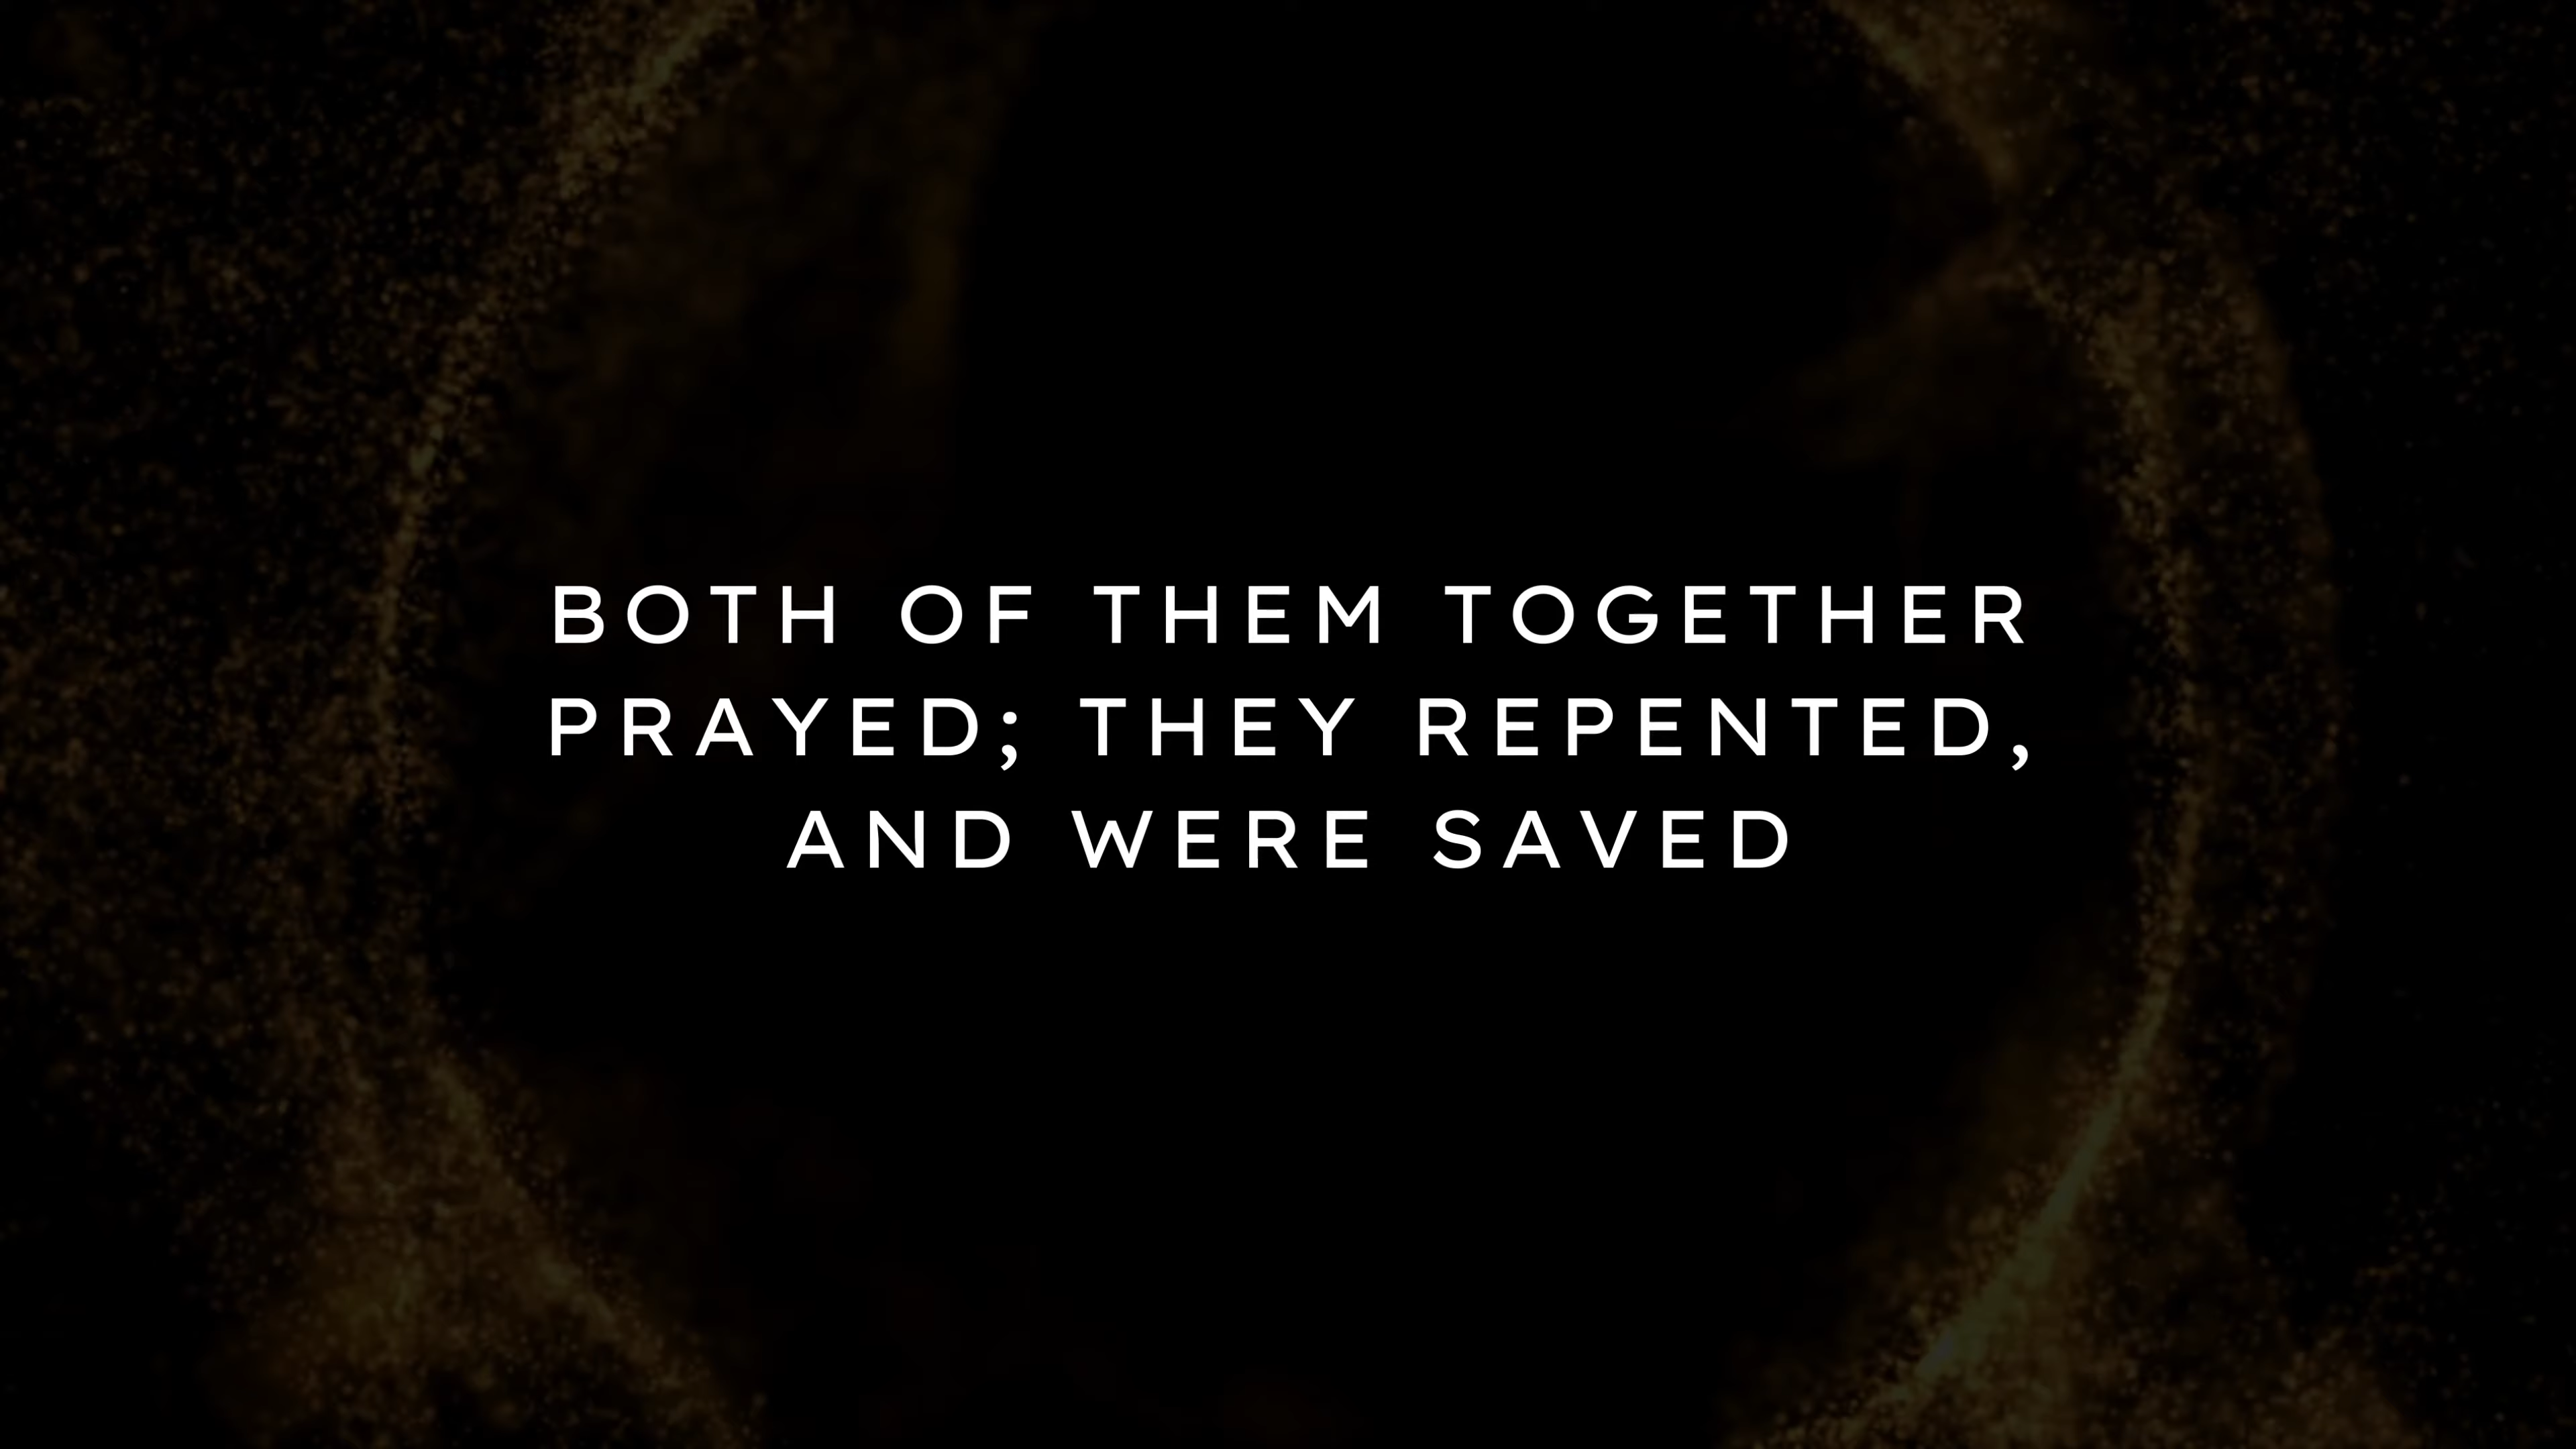 BOTH OF THEM TOGETHER
PRAYED; THEY REPENTED,
AND WERE SAVED